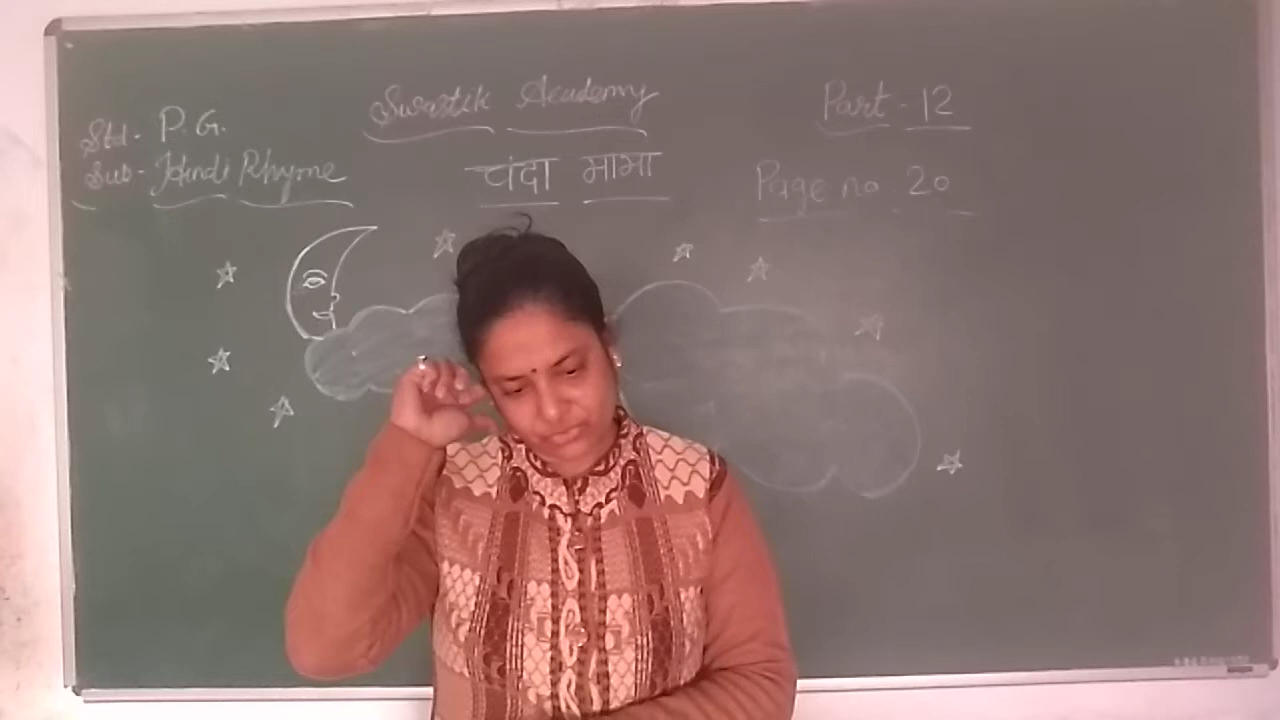 Swastik Academy
Std- P.G.
Sub- Hindi Rhyme
चंदा मामा
Part-12
Page no. 20